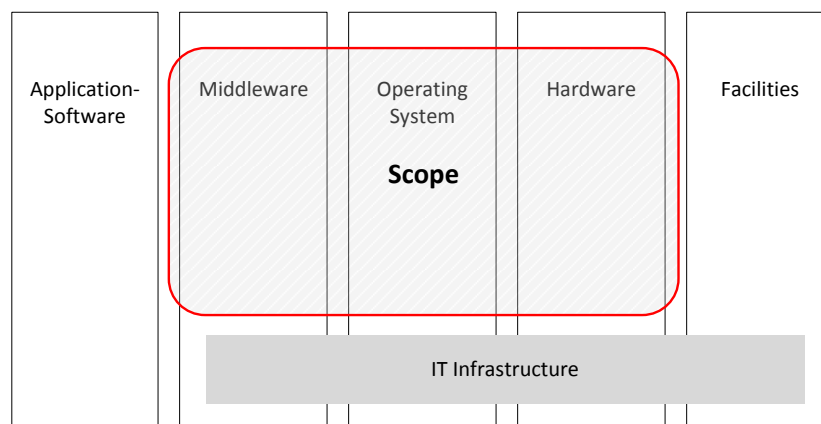 Application-
Software
Middleware
Operating
System
Hardware
Facilities
Scope
IT Infrastructure